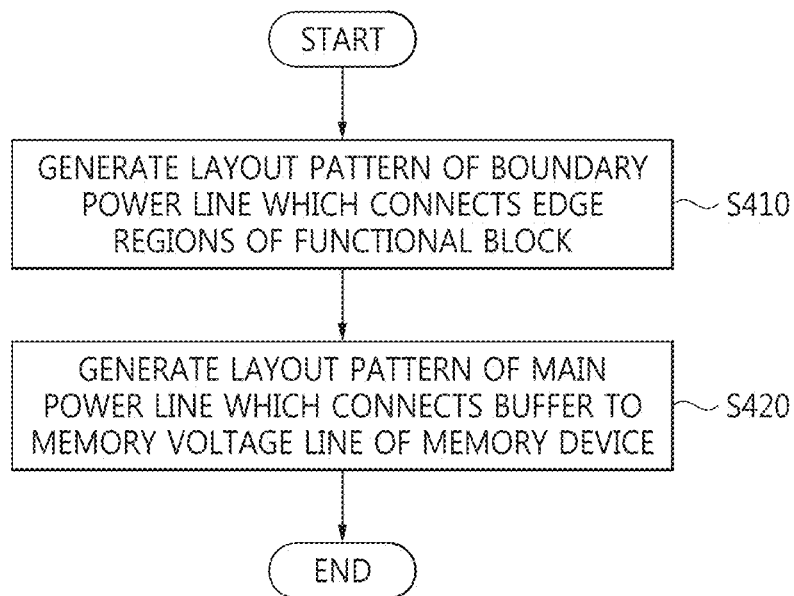 START
GENERATE LAYOUT PATTERN OF BOUNDARY
POWER LINE WHICH CONNECTS EDGE
REGIONS OF FUNCTIONAL BLOCK
S410
GENERATE LAYOUT PATTERN OF MAIN
POWER LINE WHICH CONNECTS BUFFER TO
MEMORY VOLTAGE LINE OF MEMORY DEVICE
S420
END